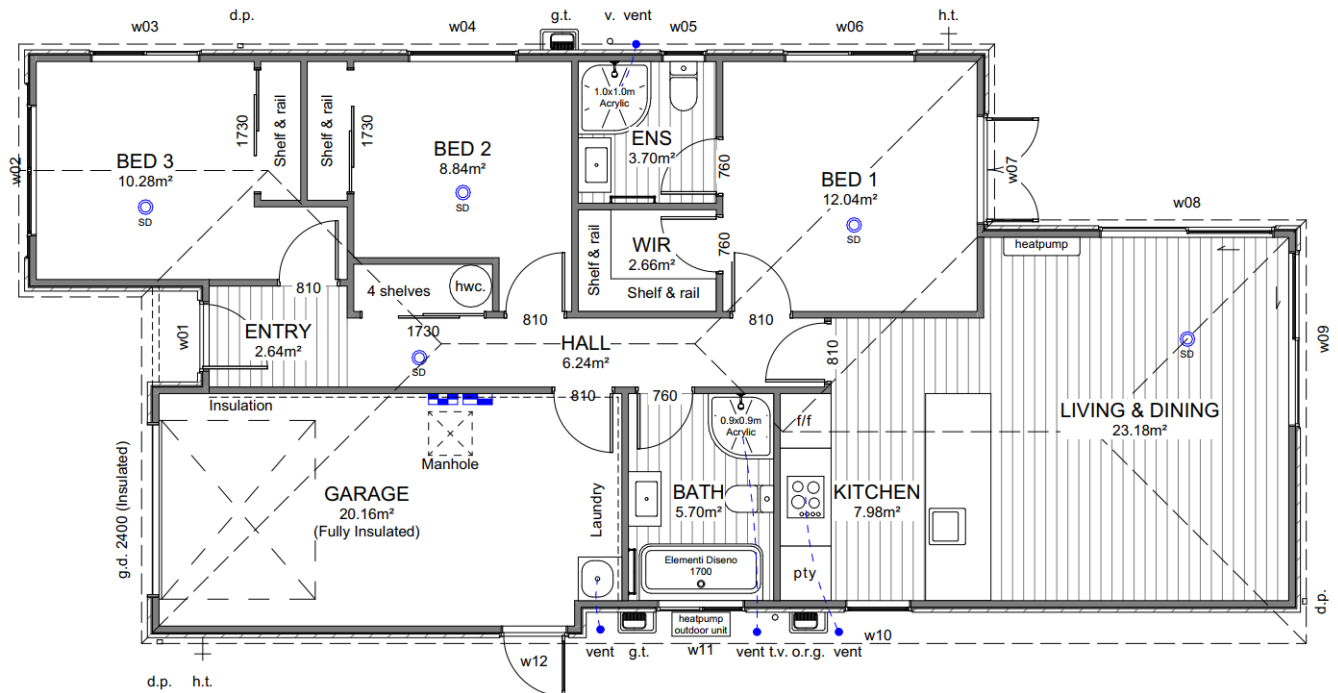 d.p.
g.t.
v. vent
h.t.
w03
w04
w05
w06
1.0x1.0m
Acrylic
Shelf & rail
Shelf & rail
1730
1730
BED 3
10.28m²
SD
BED 2
8.84m²
SD
ENS
3.70m²
760
BED 1
12.04m²
SD
w02
w07
w08
heatpump
WIR
2.66m²
760
Shelf & rail
Shelf & rail
810
4 shelves
hwc.
w01
ENTRY
2.64m²
1730
SD
810
HALL
6.24m²
810
810
SD
w09
Insulation
810
760
0.9x0.9m
Acrylic
f/f
LIVING & DINING
23.18m²
Manhole
g.d. 2400 (Insulated)
GARAGE
20.16m²
(Fully Insulated)
Laundry
BATH
5.70m²
KITCHEN
7.98m²
Elementi Diseno
1700
pty
d.p.
heatpump
outdoor unit
w10
w12
vent
g.t.
w11
vent t.v. o.r.g. vent
d.p.
h.t.